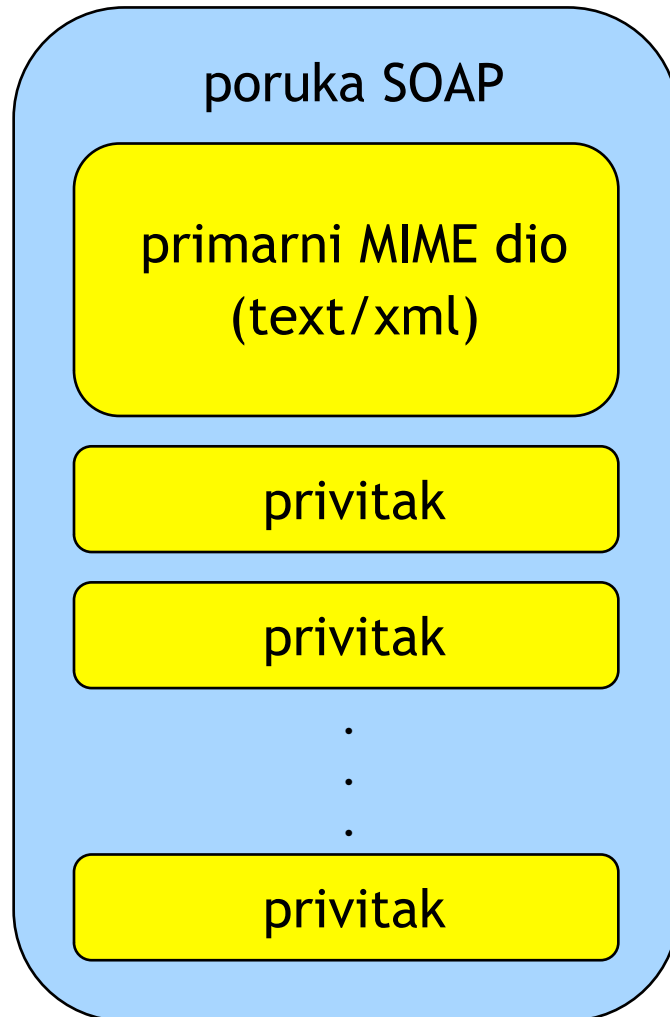 poruka SOAP
primarni MIME dio
(text/xml)
privitak
privitak
.
.
.
privitak